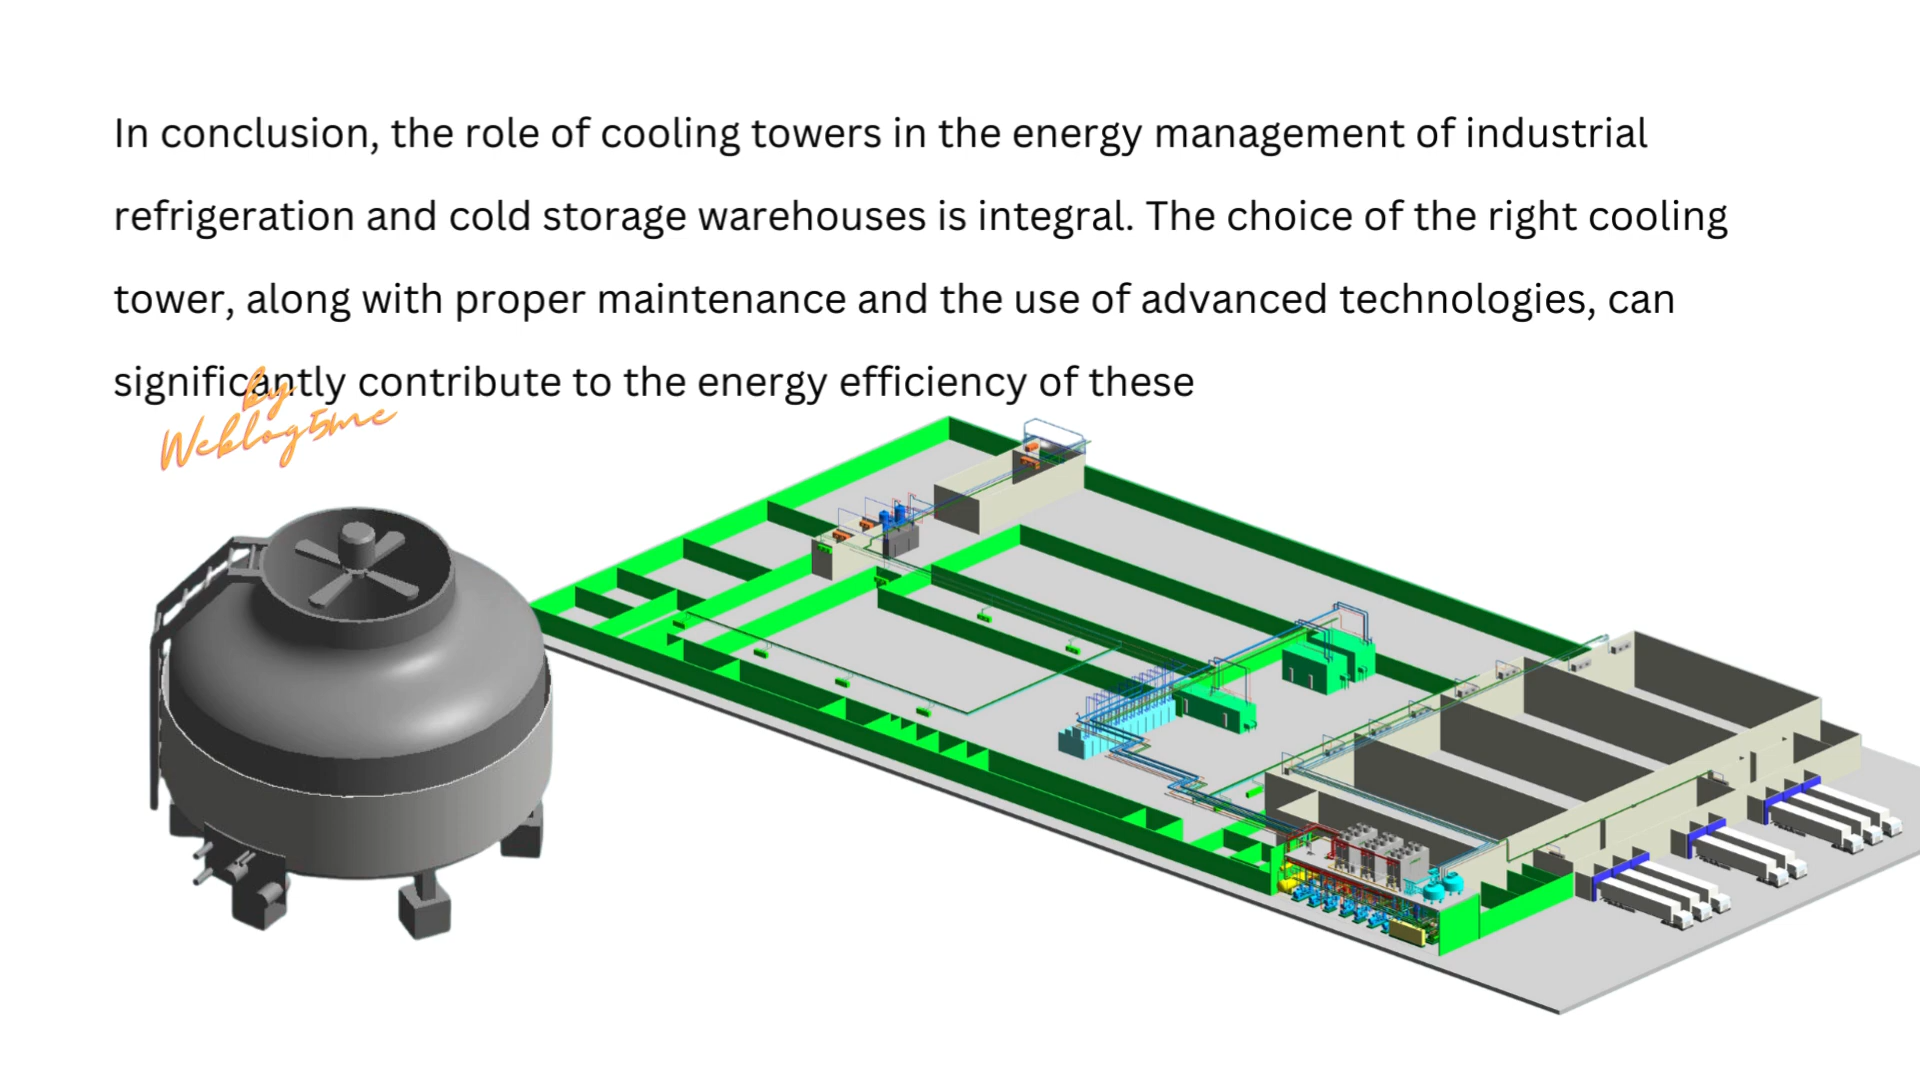 In conclusion, the role of cooling towers in the energy management of industrial
refrigeration and cold storage warehouses is integral. The choice of the right cooling
tower, along with proper maintenance and the use of advanced technologies, can
significantly contribute to the energy efficiency of these
by
Weblog5me